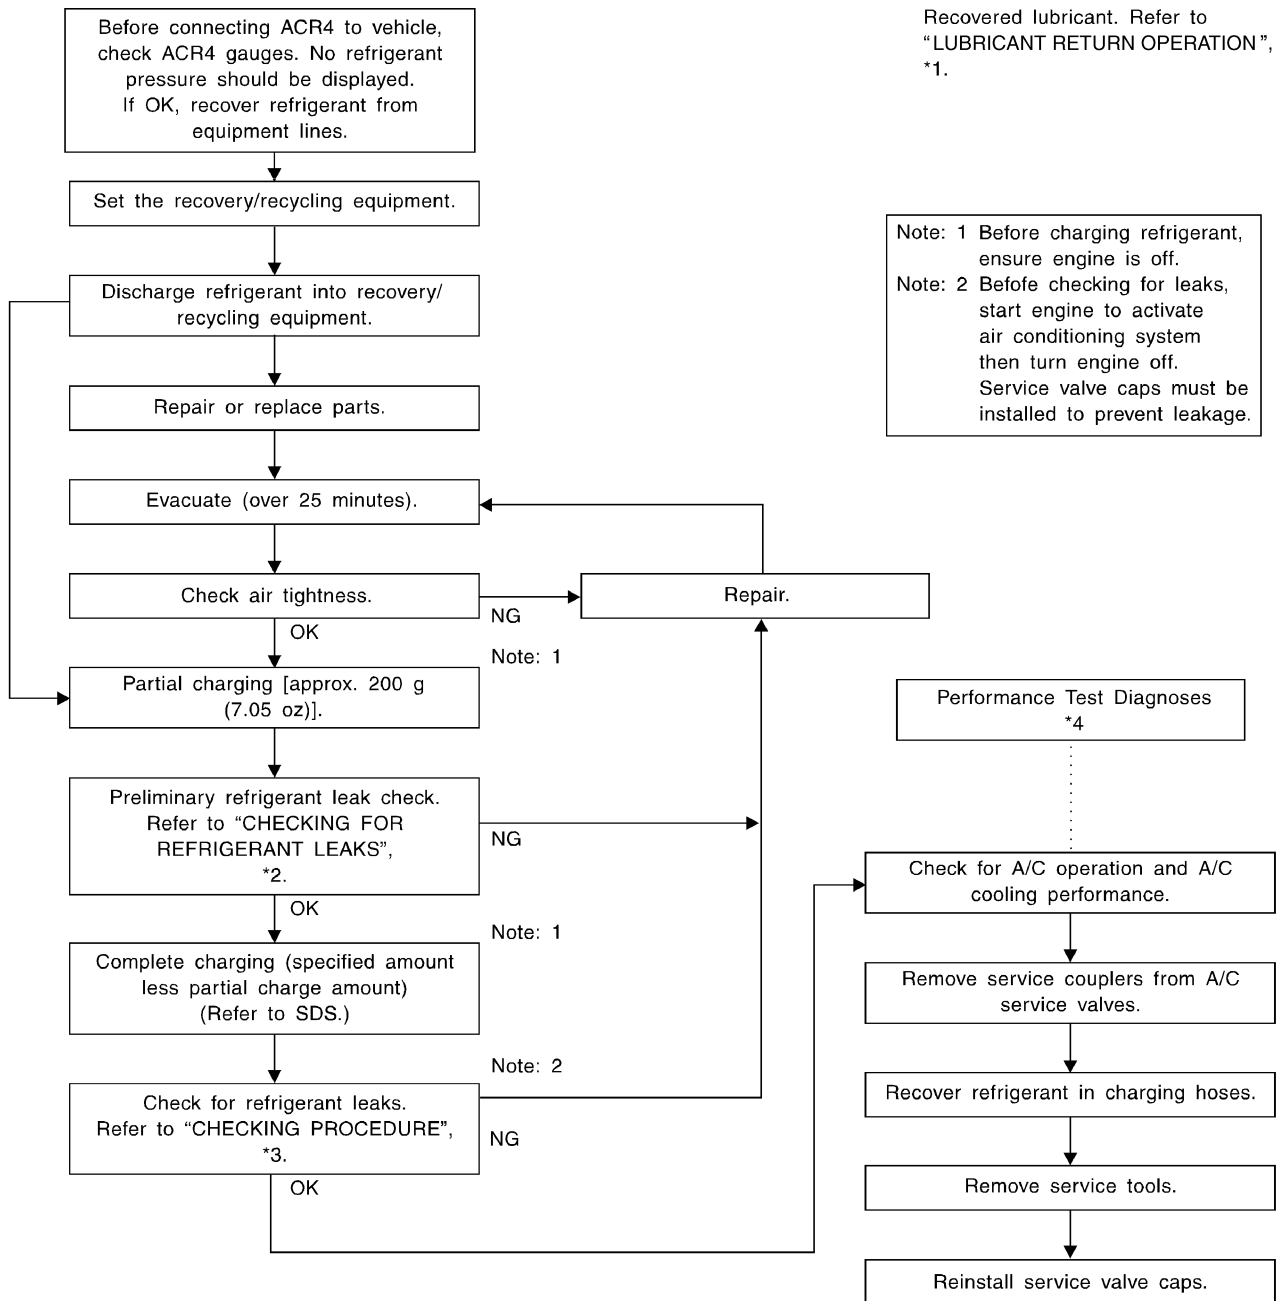 Before connecting ACR4 to vehicle,
check ACR4 gauges. No refrigerant
pressure should be displayed.
If OK, recover refrigerant from
equipment lines.
Recovered lubricant. Refer to
“LUBRICANT RETURN OPERATION”,
*1.
Set the recovery/recycling equipment.
Note: 1 Before charging refrigerant,
ensure engine is off.
Note: 2 Befofe checking for leaks,
start engine to activate
air conditioning system
then turn engine off.
Service valve caps must be
installed to prevent leakage.
Discharge refrigerant into recovery/
recycling equipment.
Repair or replace parts.
Evacuate (over 25 minutes).
Check air tightness.
NG
Repair.
OK
Note: 1
Partial charging [approx. 200 g
(7.05 oz)].
Preliminary refrigerant leak check.
Refer to “CHECKING FOR
REFRIGERANT LEAKS”,
*2.
NG
OK
Note: 1
Complete charging (specified amount
less partial charge amount)
(Refer to SDS.)
Note: 2
Check for refrigerant leaks.
Refer to “CHECKING PROCEDURE”,
*3.
NG
OK
Performance Test Diagnoses
*4
Check for A/C operation and A/C
cooling performance.
Remove service couplers from A/C
service valves.
Recover refrigerant in charging hoses.
Remove service tools.
Reinstall service valve caps.